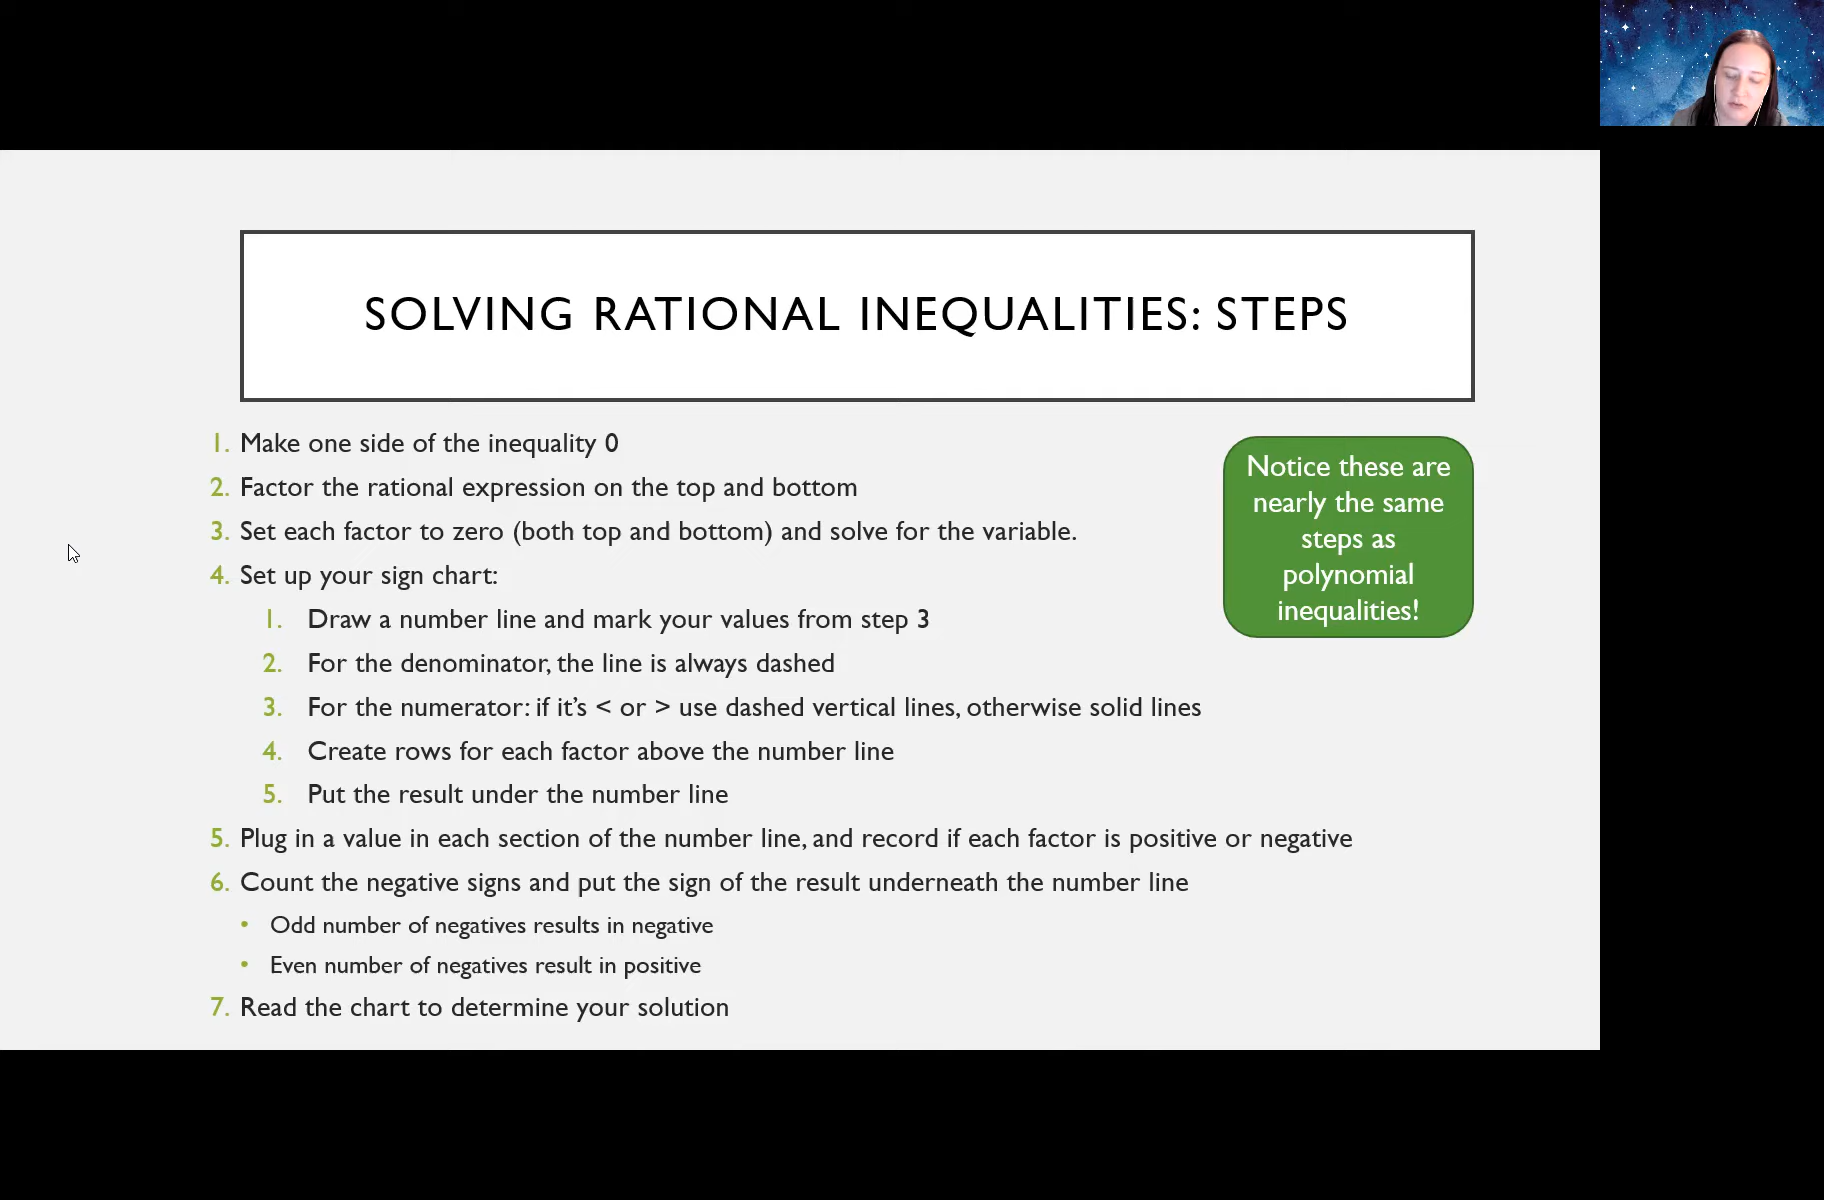 SOLVING RATIONAL INEQUALITIES: STEPS
1. Make one side of the inequality 0
2. Factor the rational expression on the top and bottom
3. Set each factor to zero (both top and bottom) and solve for the variable.
4. Set up your sign chart:
1. Draw a number line and mark your values from step 3
2. For the denominator, the line is always dashed
3. For the numerator: if it’s < or > use dashed vertical lines, otherwise solid lines
4. Create rows for each factor above the number line
5. Put the result under the number line
5. Plug in a value in each section of the number line, and record if each factor is positive or negative
6. Count the negative signs and put the sign of the result underneath the number line
• Odd number of negatives results in negative
• Even number of negatives result in positive
7. Read the chart to determine your solution
Notice these are
nearly the same
steps as
polynomial
inequalities!